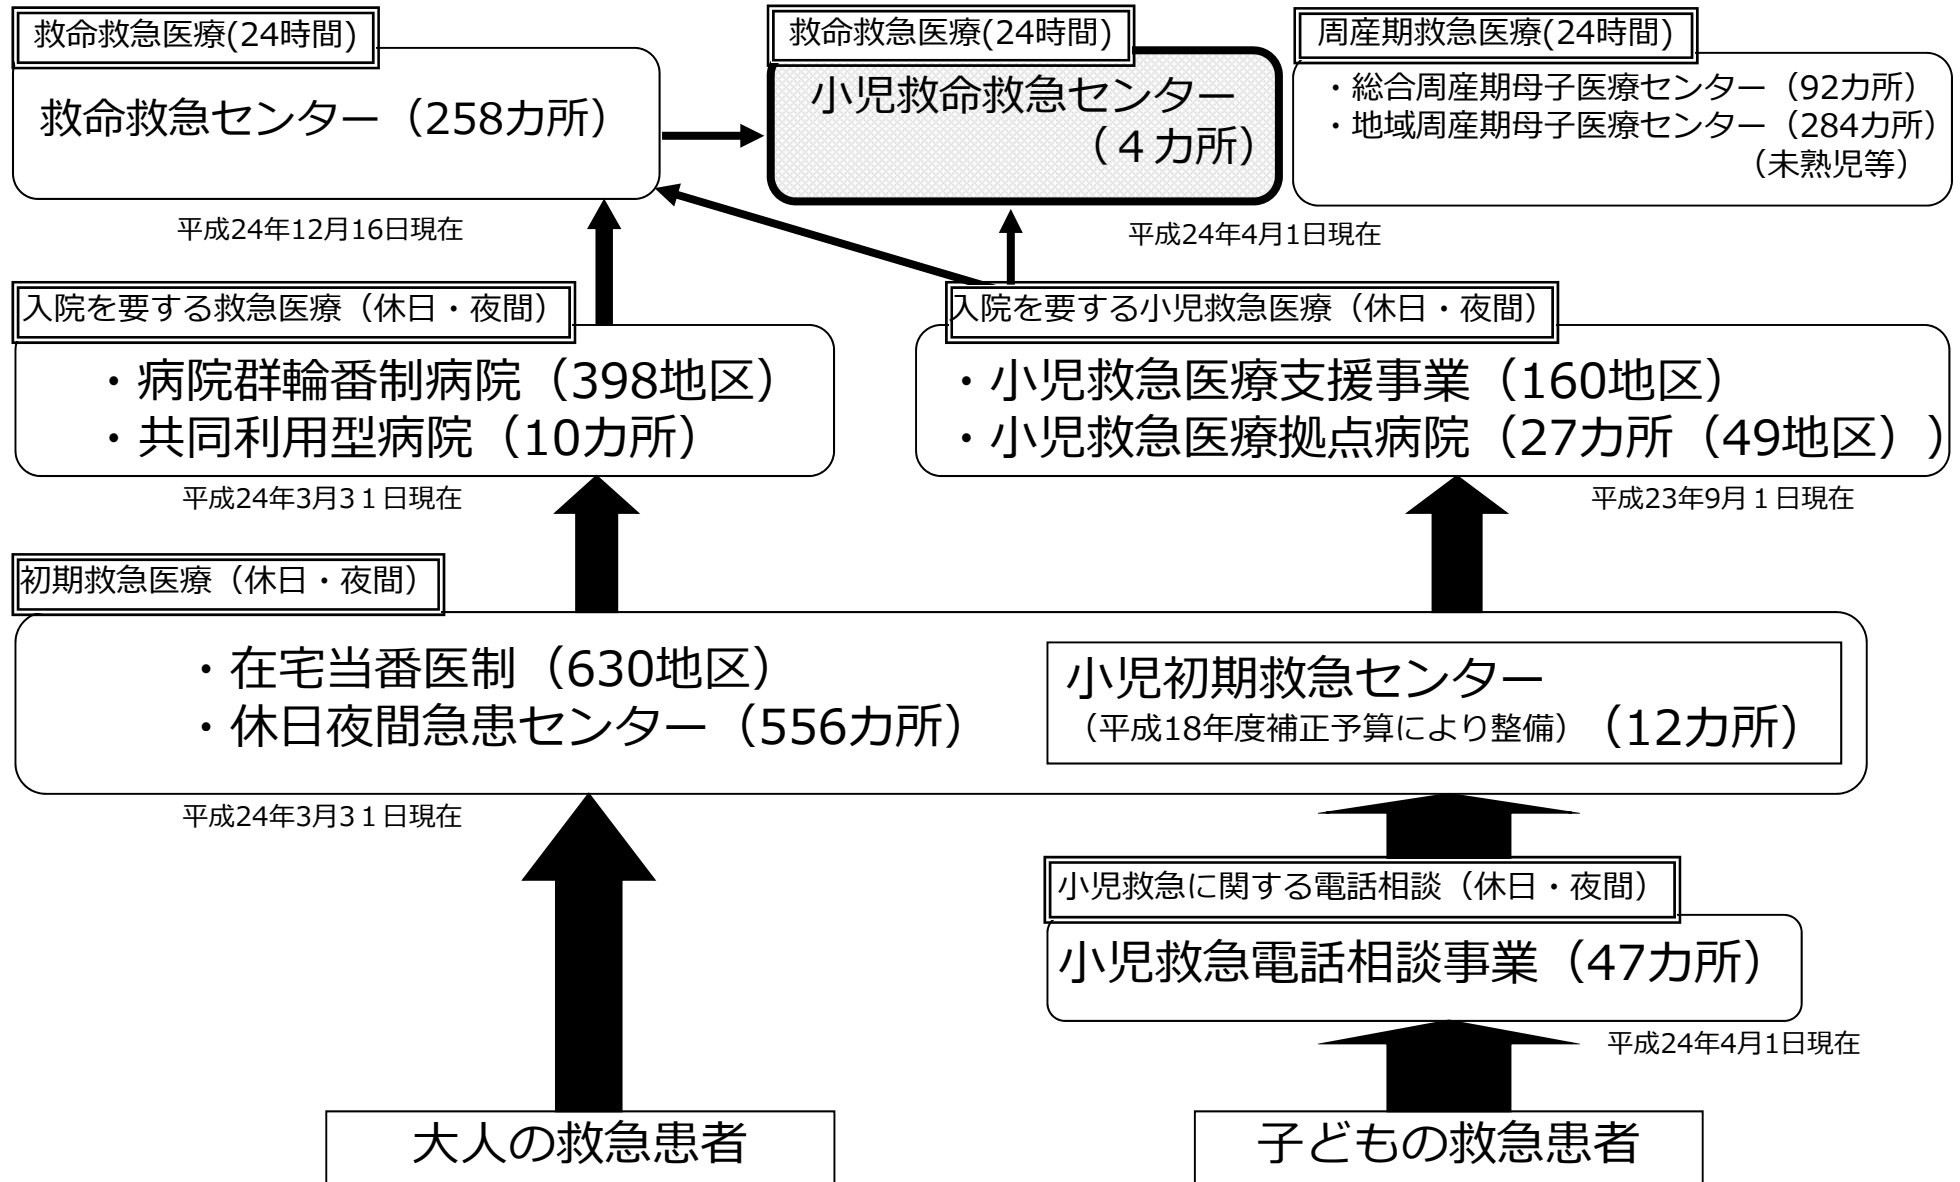 救命救急医療(24時間)
救命救急センター（258カ所）
平成24年12月16日現在
救命救急医療(24時間)
小児救命救急センター
（４カ所）
周産期救急医療(24時間)
・総合周産期母子医療センター（92カ所）
・地域周産期母子医療センター（284カ所）
（未熟児等）
平成24年4月1日現在
入院を要する救急医療（休日・夜間）
・病院群輪番制病院（398地区）
・共同利用型病院（10カ所）
平成24年3月3１日現在
入院を要する小児救急医療（休日・夜間）
・小児救急医療支援事業（160地区）
・小児救急医療拠点病院（27カ所（49地区））
平成23年9月１日現在
初期救急医療（休日・夜間）
・在宅当番医制（630地区）
・休日夜間急患センター（556カ所）
小児初期救急センター
（平成18年度補正予算により整備）（12カ所）
平成24年3月3１日現在
小児救急に関する電話相談（休日・夜間）
小児救急電話相談事業（47カ所）
平成24年4月1日現在
大人の救急患者
子どもの救急患者